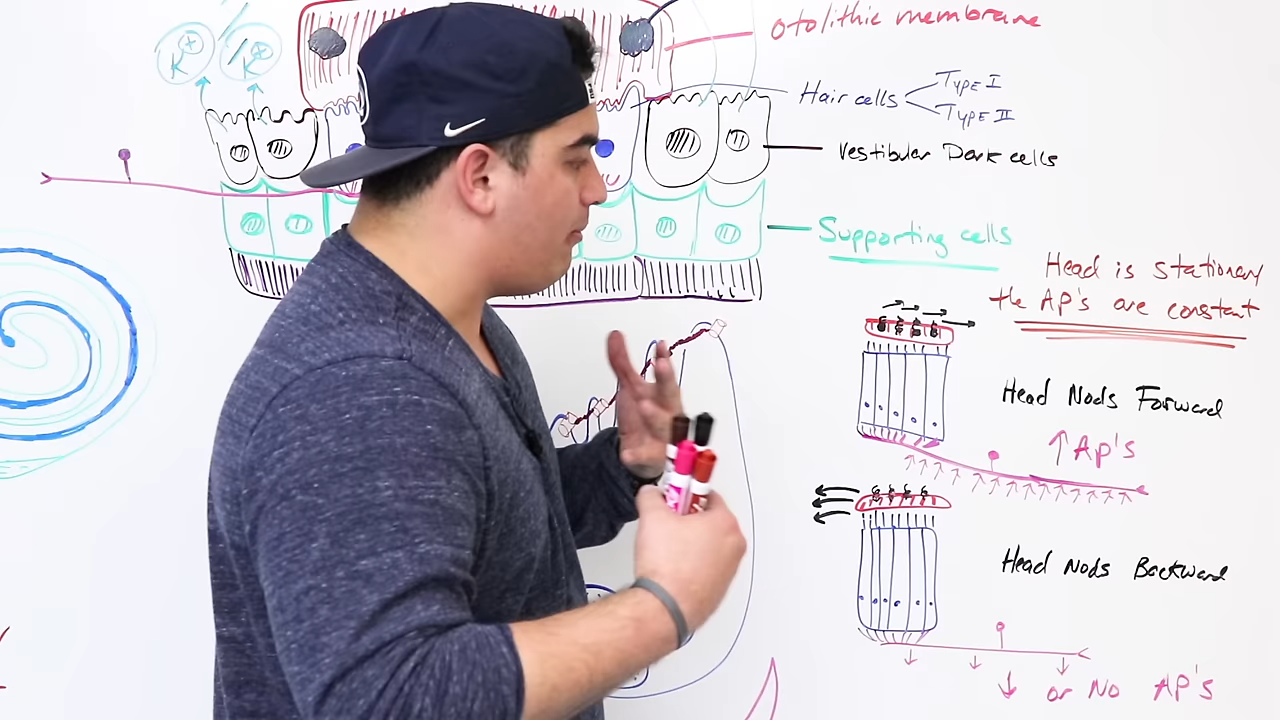 K+
K+
Otolithic membrane
Hair cells
Type I
Type II
Vestibular Dark cells
Supporting cells
Head is stationary
the AP's are constant
Head Nods Forward
↑ AP's
Head Nods Backward
↓ or No AP's